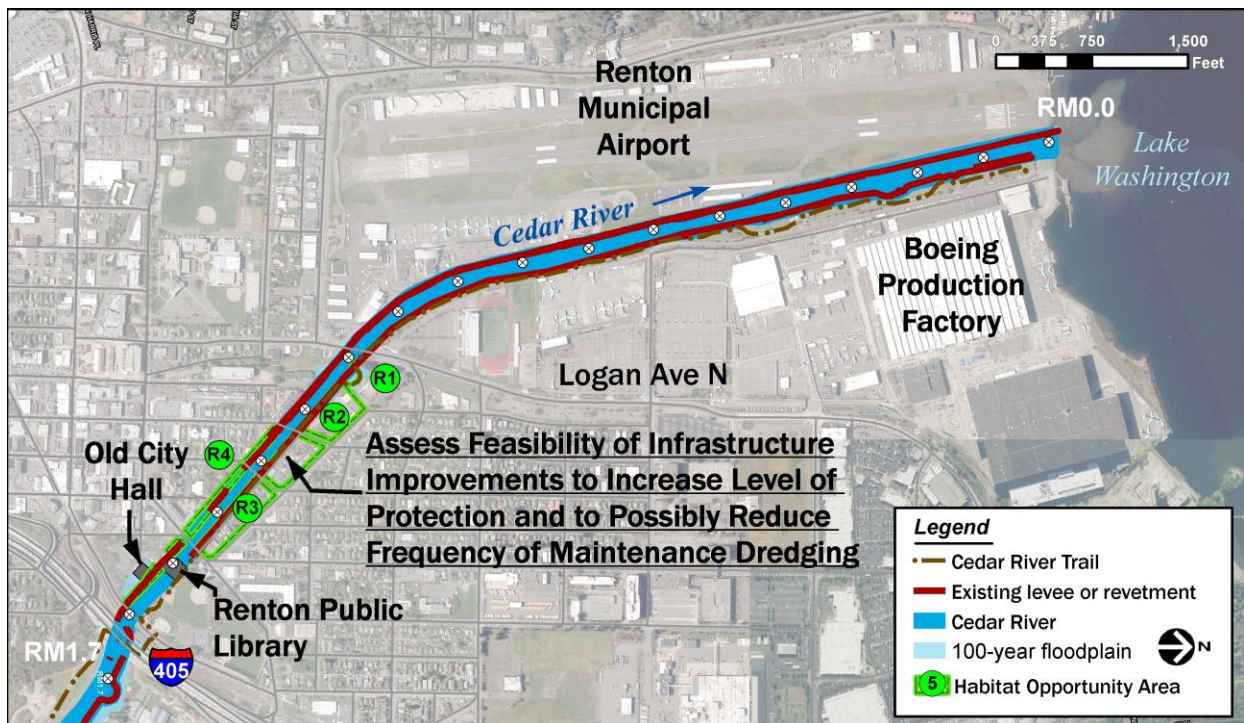 0 375 750 1,500
Feet
Renton
Municipal
Airport
RM0.0
Lake
Washington
Cedar River
Boeing
Production
Factory
R1
Logan Ave N
R2
Old City
Hall
R4
Assess Feasibility of Infrastructure
Improvements to Increase Level of
Protection and to Possibly Reduce
Frequency of Maintenance Dredging
R3
Renton Public
Library
RM1.7
405
RM1.7
Legend
Cedar River Trail
Existing levee or revetment
Cedar River
100-year floodplain
N
5 Habitat Opportunity Area